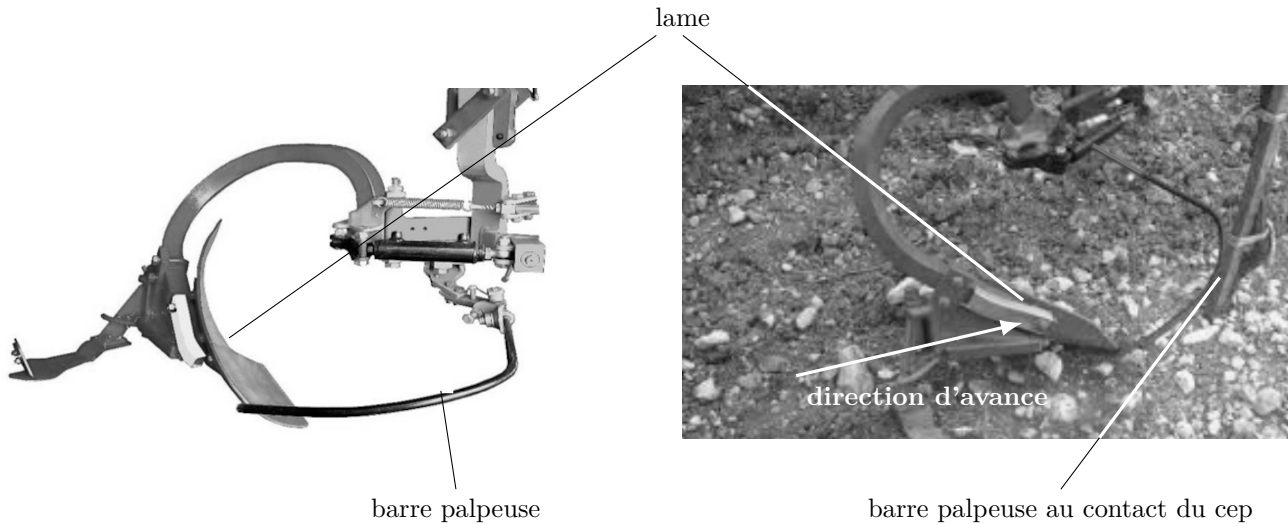 lame
direction d'avance
barre palpeuse
barre palpeuse au contact du cep